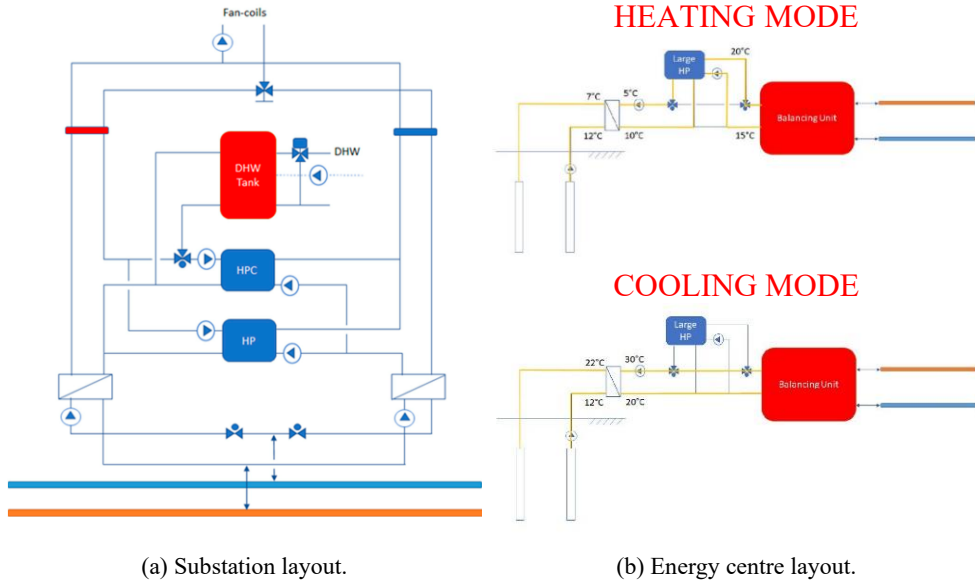 Fan-coils
DHW
DHW
Tank
HPC
HP
(a) Substation layout.
HEATING MODE
20°C
Large
HP
7°C
5°C
Balancing Unit
12°C
10°C
15°C
COOLING MODE
Large
HP
22°C
30°C
Balancing Unit
12°C
20°C
(b) Energy centre layout.